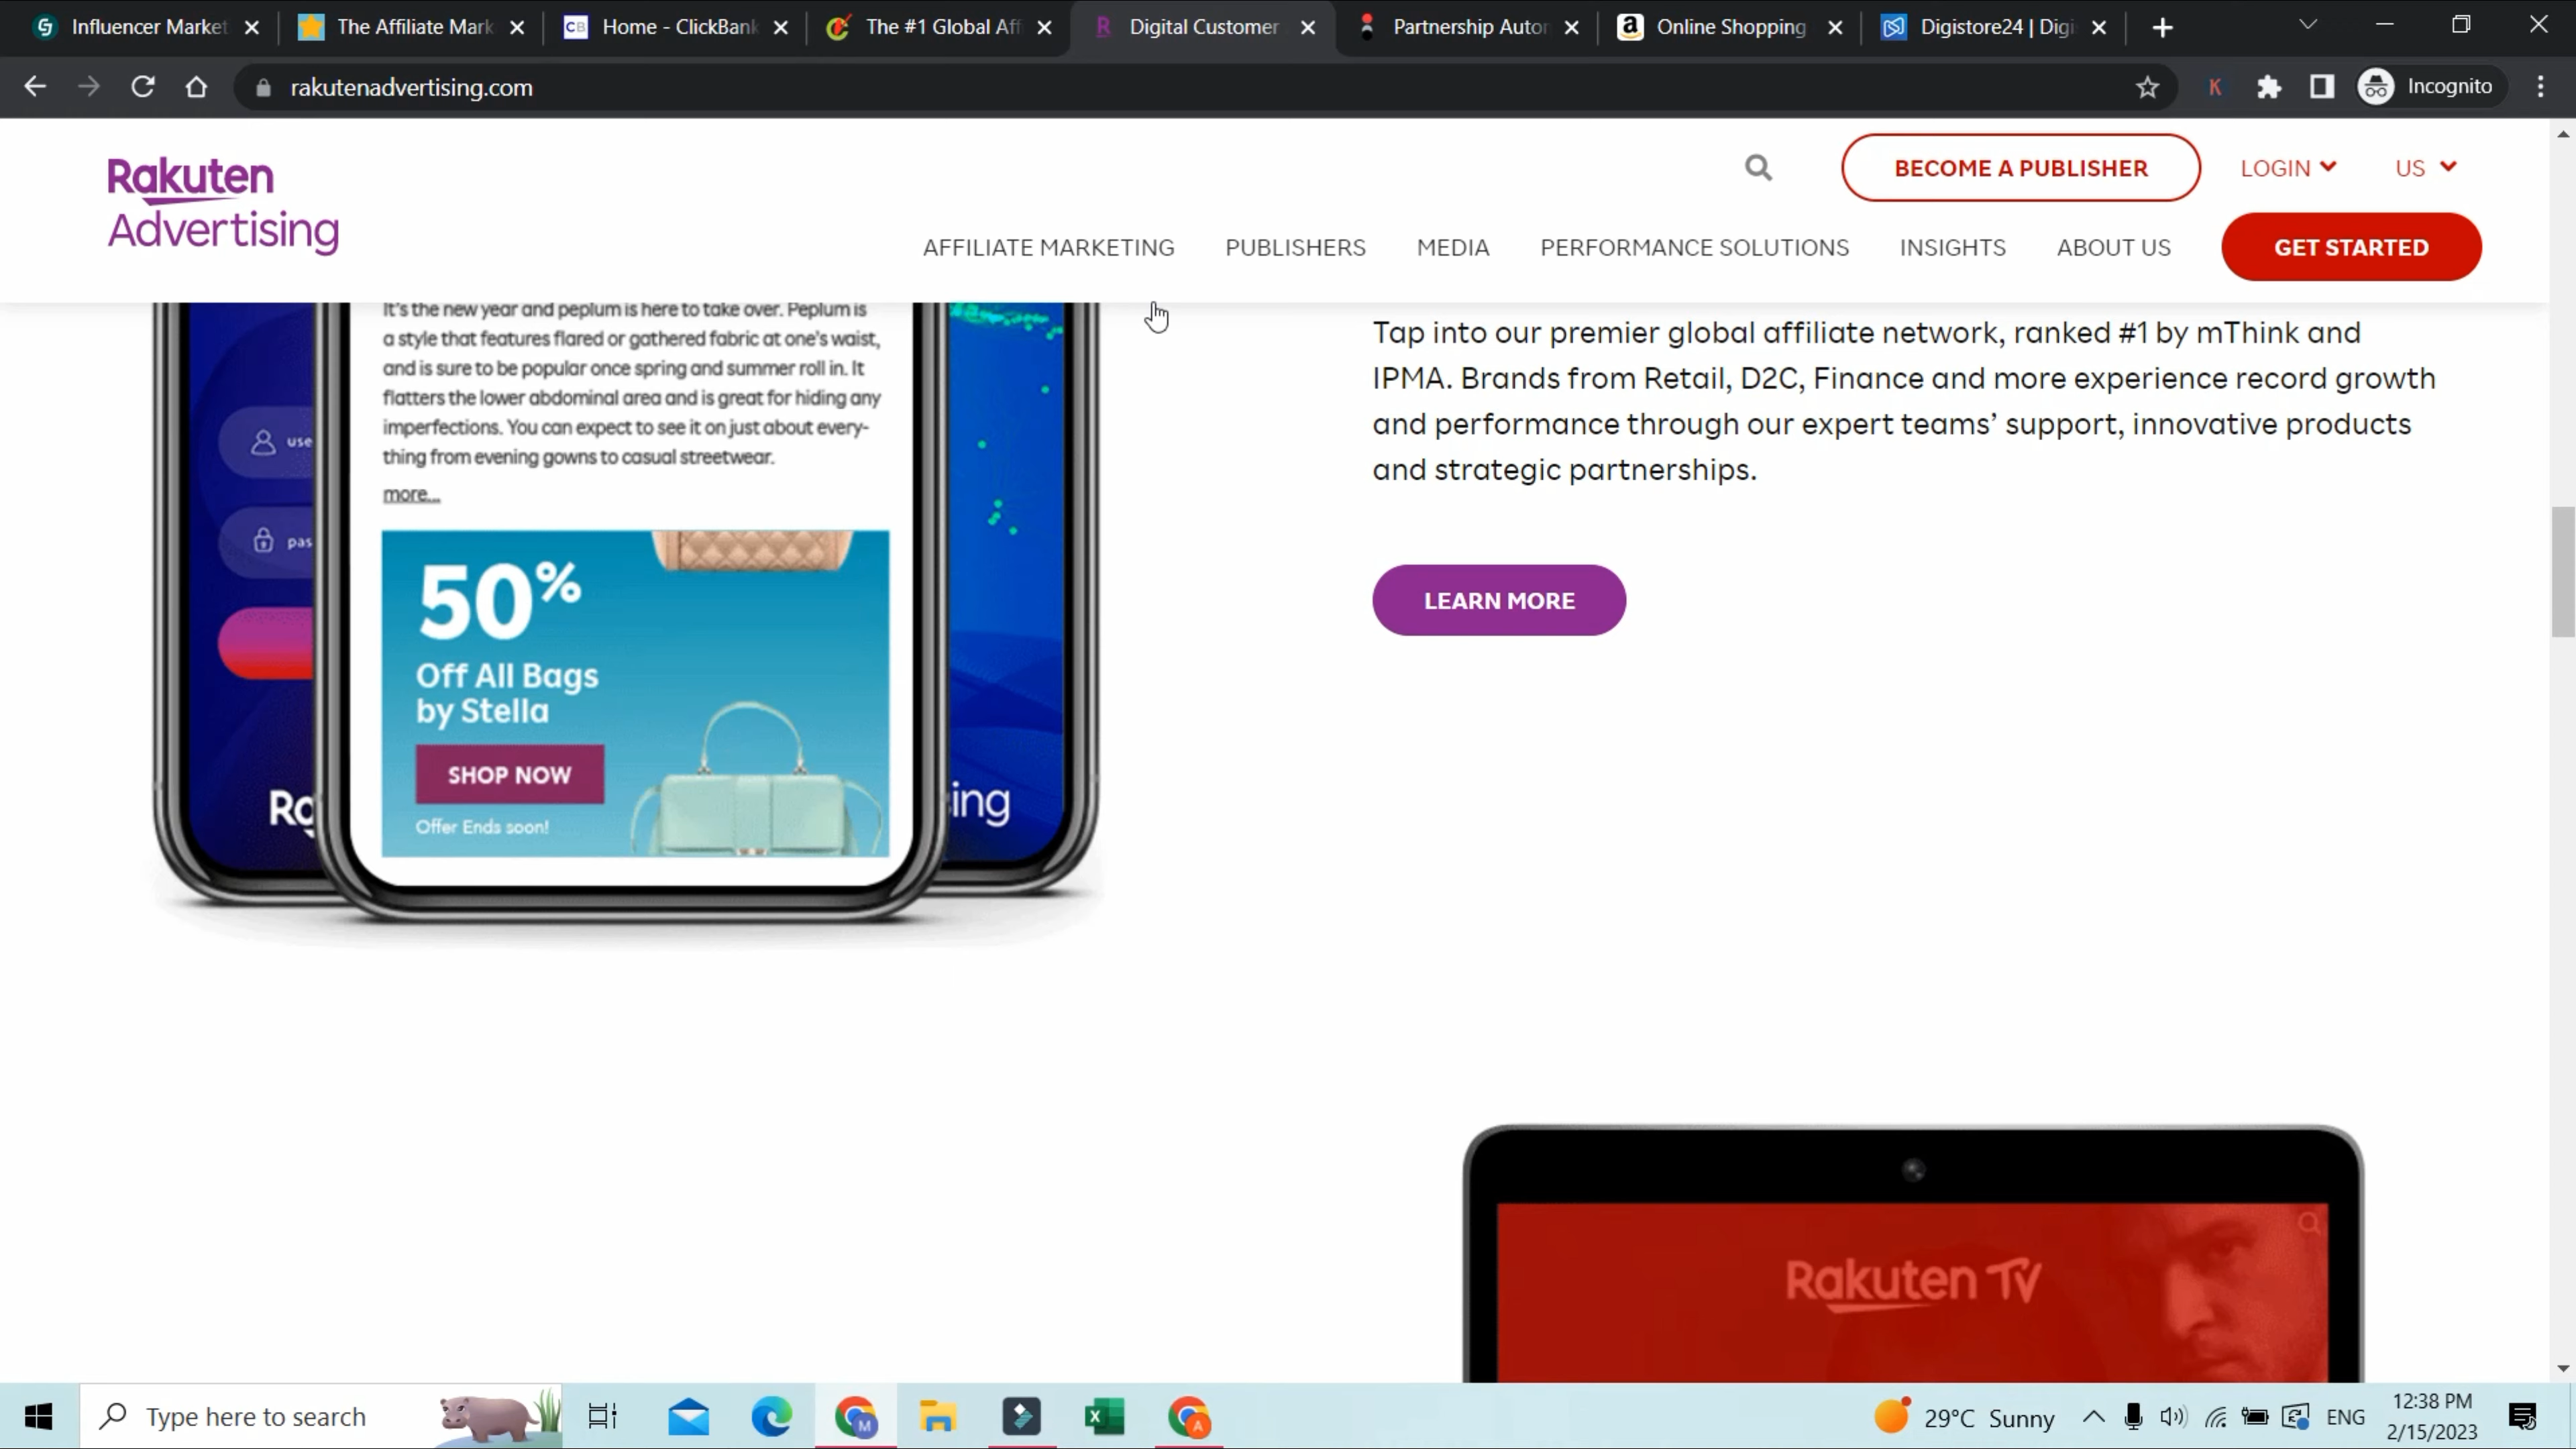 Influencer Market
The Affiliate Mark
CB Home - ClickBank
The #1 Global Aff
Digital Customer
Partnership Auton
Online Shopping
Digistore24 | Digi
rakutenadvertising.com
K
Incognito
Rakuten
Advertising
BECOME A PUBLISHER
LOGIN
US
AFFILIATE MARKETING
PUBLISHERS
MEDIA
PERFORMANCE SOLUTIONS
INSIGHTS
ABOUT US
GET STARTED
It's the new year and peplum is here to take over. Peplum is
a style that features flared or gathered fabric at one's waist,
and is sure to be popular once spring and summer roll in. It
flatters the lower abdominal area and is great for hiding any
imperfections. You can expect to see it on just about every-
thing from evening gowns to casual streetwear.
more...
use
pas
50%
Off All Bags
by Stella
SHOP NOW
Offer Ends soon!
Ra
ing
Tap into our premier global affiliate network, ranked #1 by mThink and
IPMA. Brands from Retail, D2C, Finance and more experience record growth
and performance through our expert teams’ support, innovative products
and strategic partnerships.
LEARN MORE
Rakuten TV
Type here to search
29°C Sunny
ENG
12:38 PM
2/15/2023